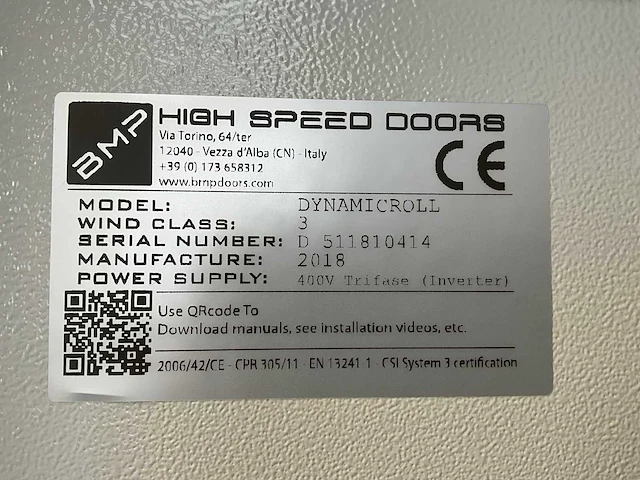 BMP
HIGH SPEED DOORS
Via Torino, 64/ter
12040 - Vezza d'Alba (CN) - Italy
+39 (0) 173 658312
www.bmpdoors.com
CE
MODEL: DYNAMICROLL
WIND CLASS: 3
SERIAL NUMBER: D 511810414
MANUFACTURE: 2018
POWER SUPPLY: 400V Trifase (Inverter)
Use QRcode To
Download manuals, see installation videos, etc.
2006/42/CE - CPR 305/11 - EN 13241 1 - CSI System 3 certification